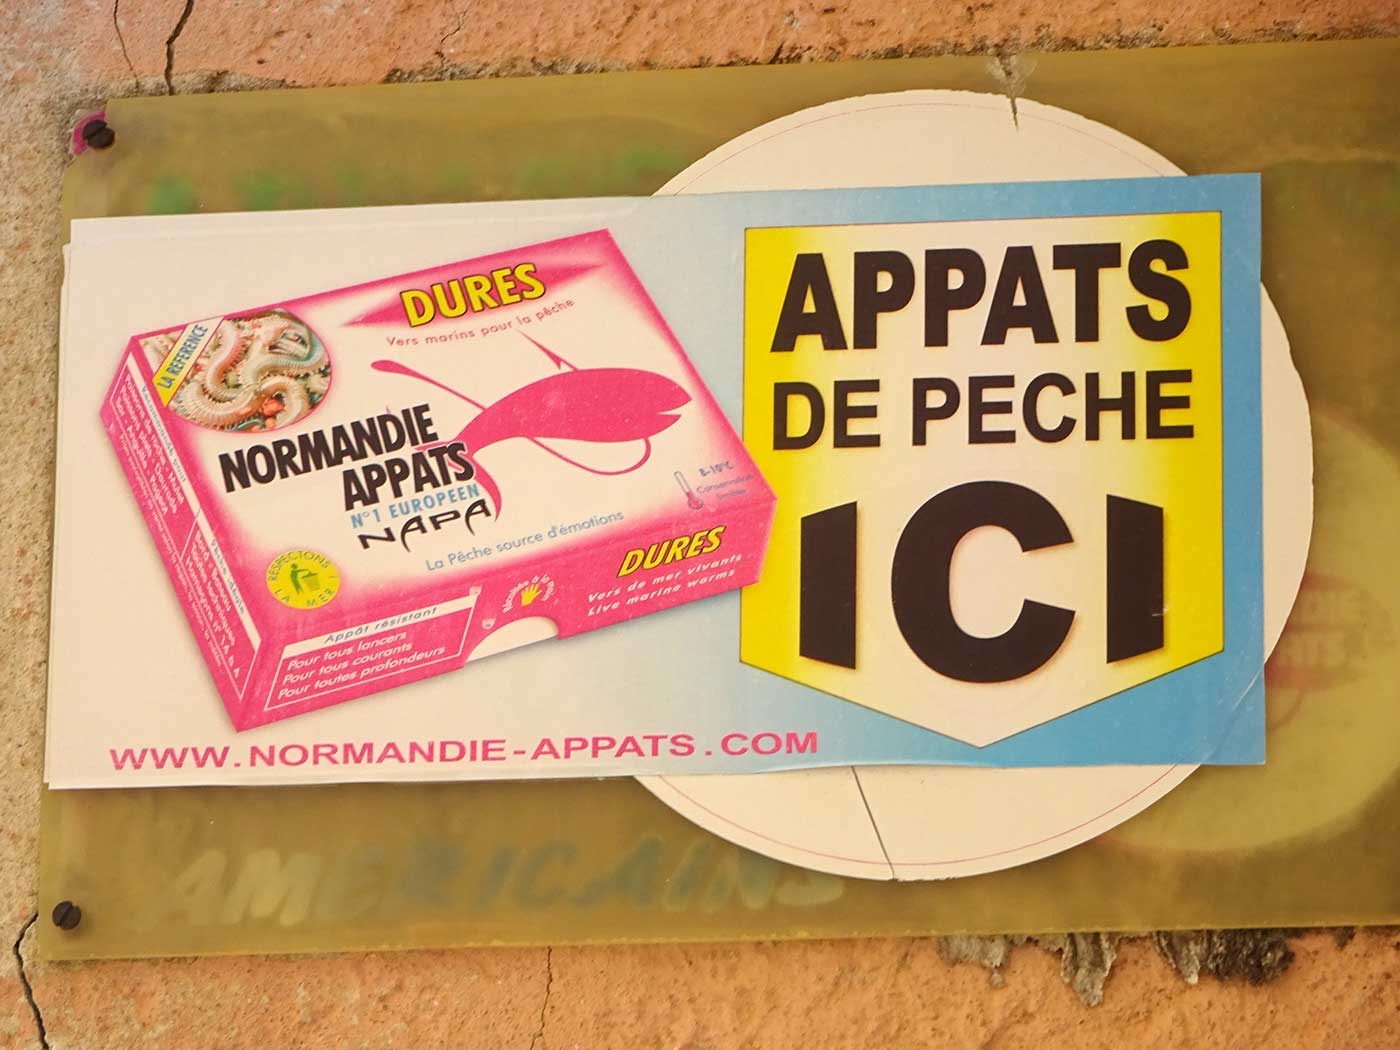 DURES
Vers marins pour la pêche
LA REFERENCE
NORMANDIE
APPÂTS
N°1 EUROPEEN
NAPA
La Pêche source d'émotions
8-10°C
Conservation
RESPECTONS
LA MER !
DURES
Vers de mer vivants
Live marine worms
Appât résistant
Pour tous lancers
Pour tous courants
Pour toutes profondeurs
WWW.NORMANDIE-APPATS.COM
APPATS
DE PECHE
ICI
AMERICAINS